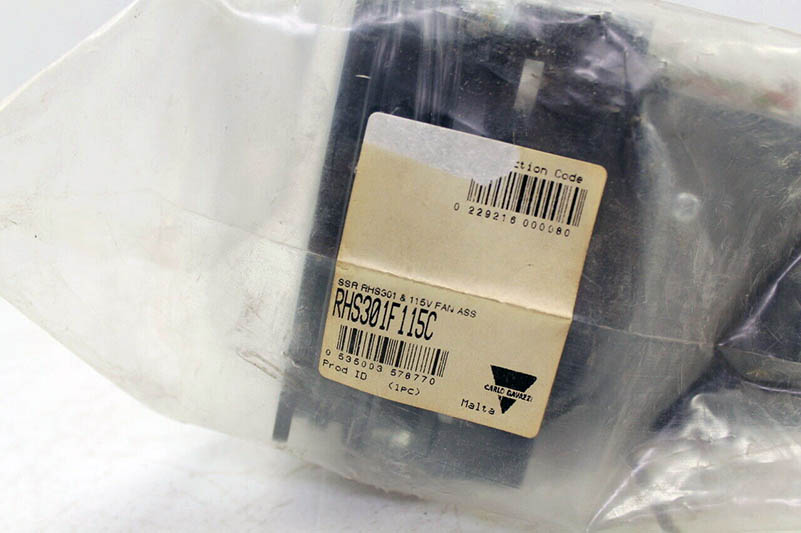 ction Code
0 229216 000080
SSR RHS301 & 115V FAN ASS
RHS301F115C
0 535003 578770
Prod ID (1pc)
CARLO GAVAZZI
Malta